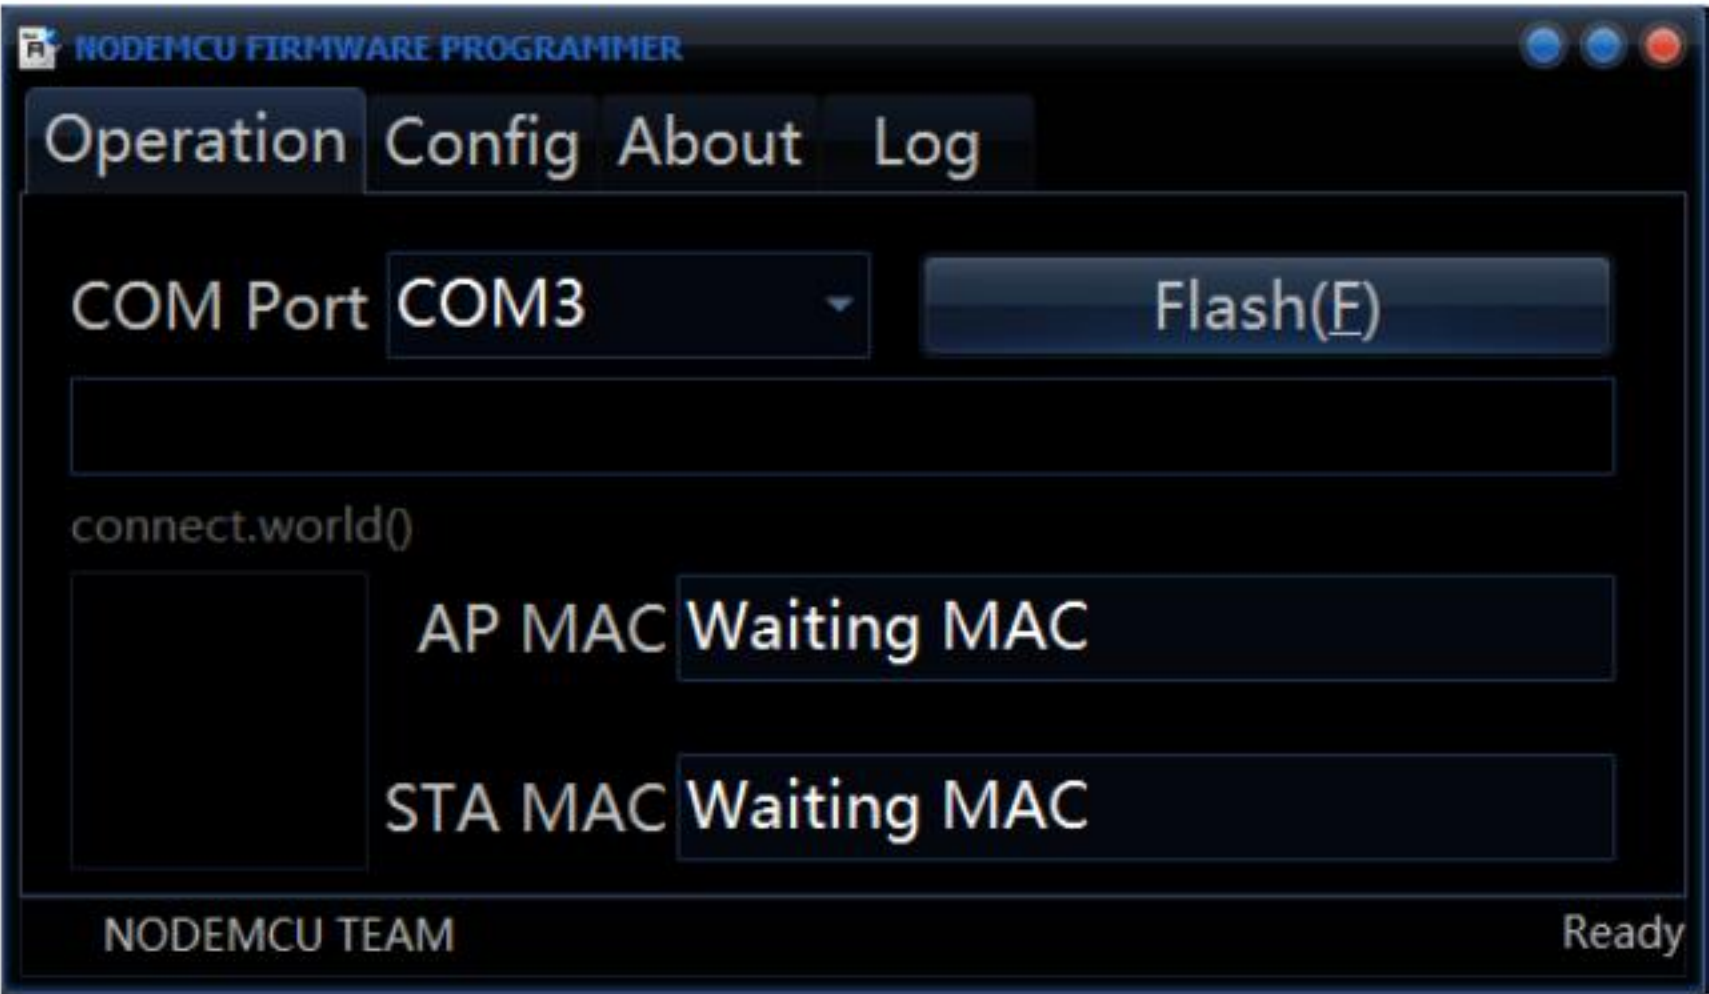 NODEMCU FIRMWARE PROGRAMMER
Operation Config About Log
COM Port COM3 Flash(F)
connect.world()
AP MAC Waiting MAC
STA MAC Waiting MAC
NODEMCU TEAM Ready